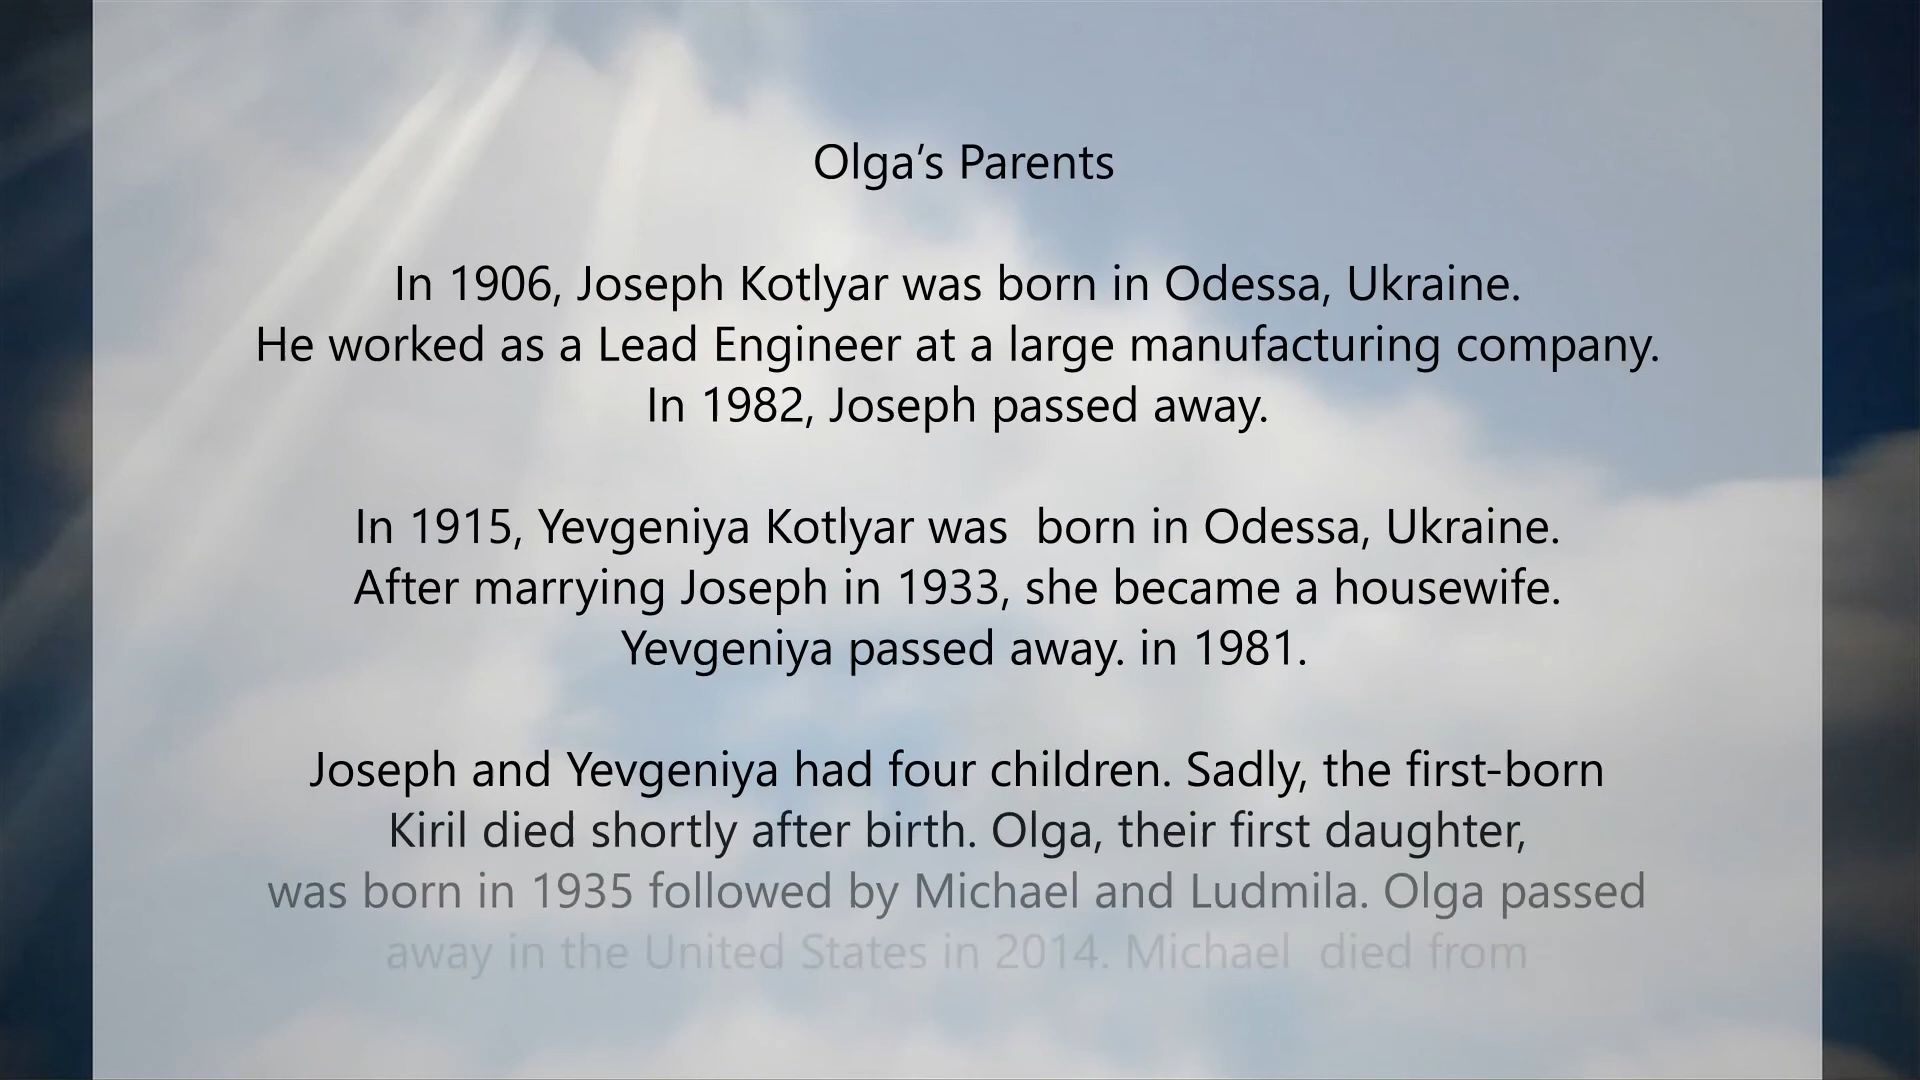 Olga’s Parents
In 1906, Joseph Kotlyar was born in Odessa, Ukraine.
He worked as a Lead Engineer at a large manufacturing company.
In 1982, Joseph passed away.
In 1915, Yevgeniya Kotlyar was  born in Odessa, Ukraine.
After marrying Joseph in 1933, she became a housewife.
Yevgeniya passed away. in 1981.
Joseph and Yevgeniya had four children. Sadly, the first-born
Kiril died shortly after birth. Olga, their first daughter,
was born in 1935 followed by Michael and Ludmila. Olga passed
away in the United States in 2014. Michael  died from